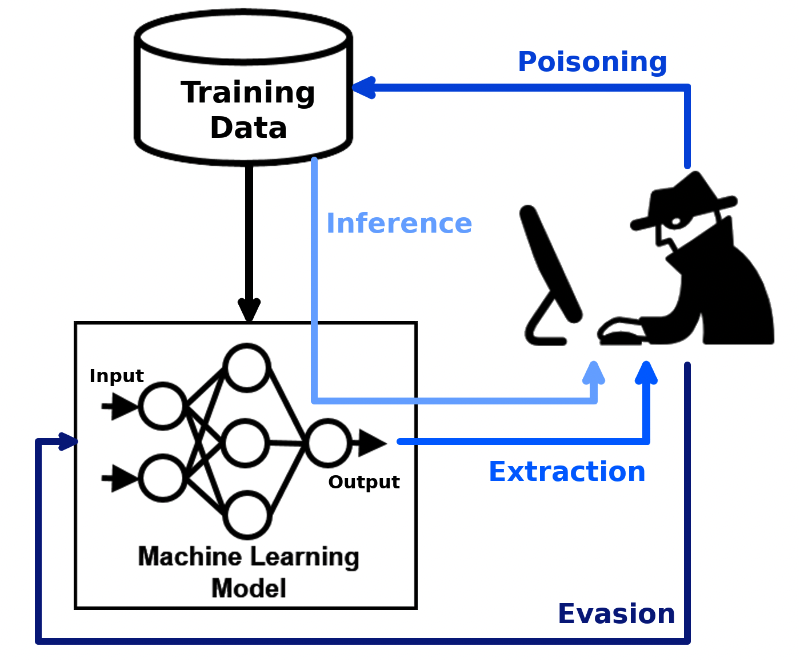 Poisoning
Training
Data
Inference
Input
Output
Extraction
Machine Learning
Model
Evasion